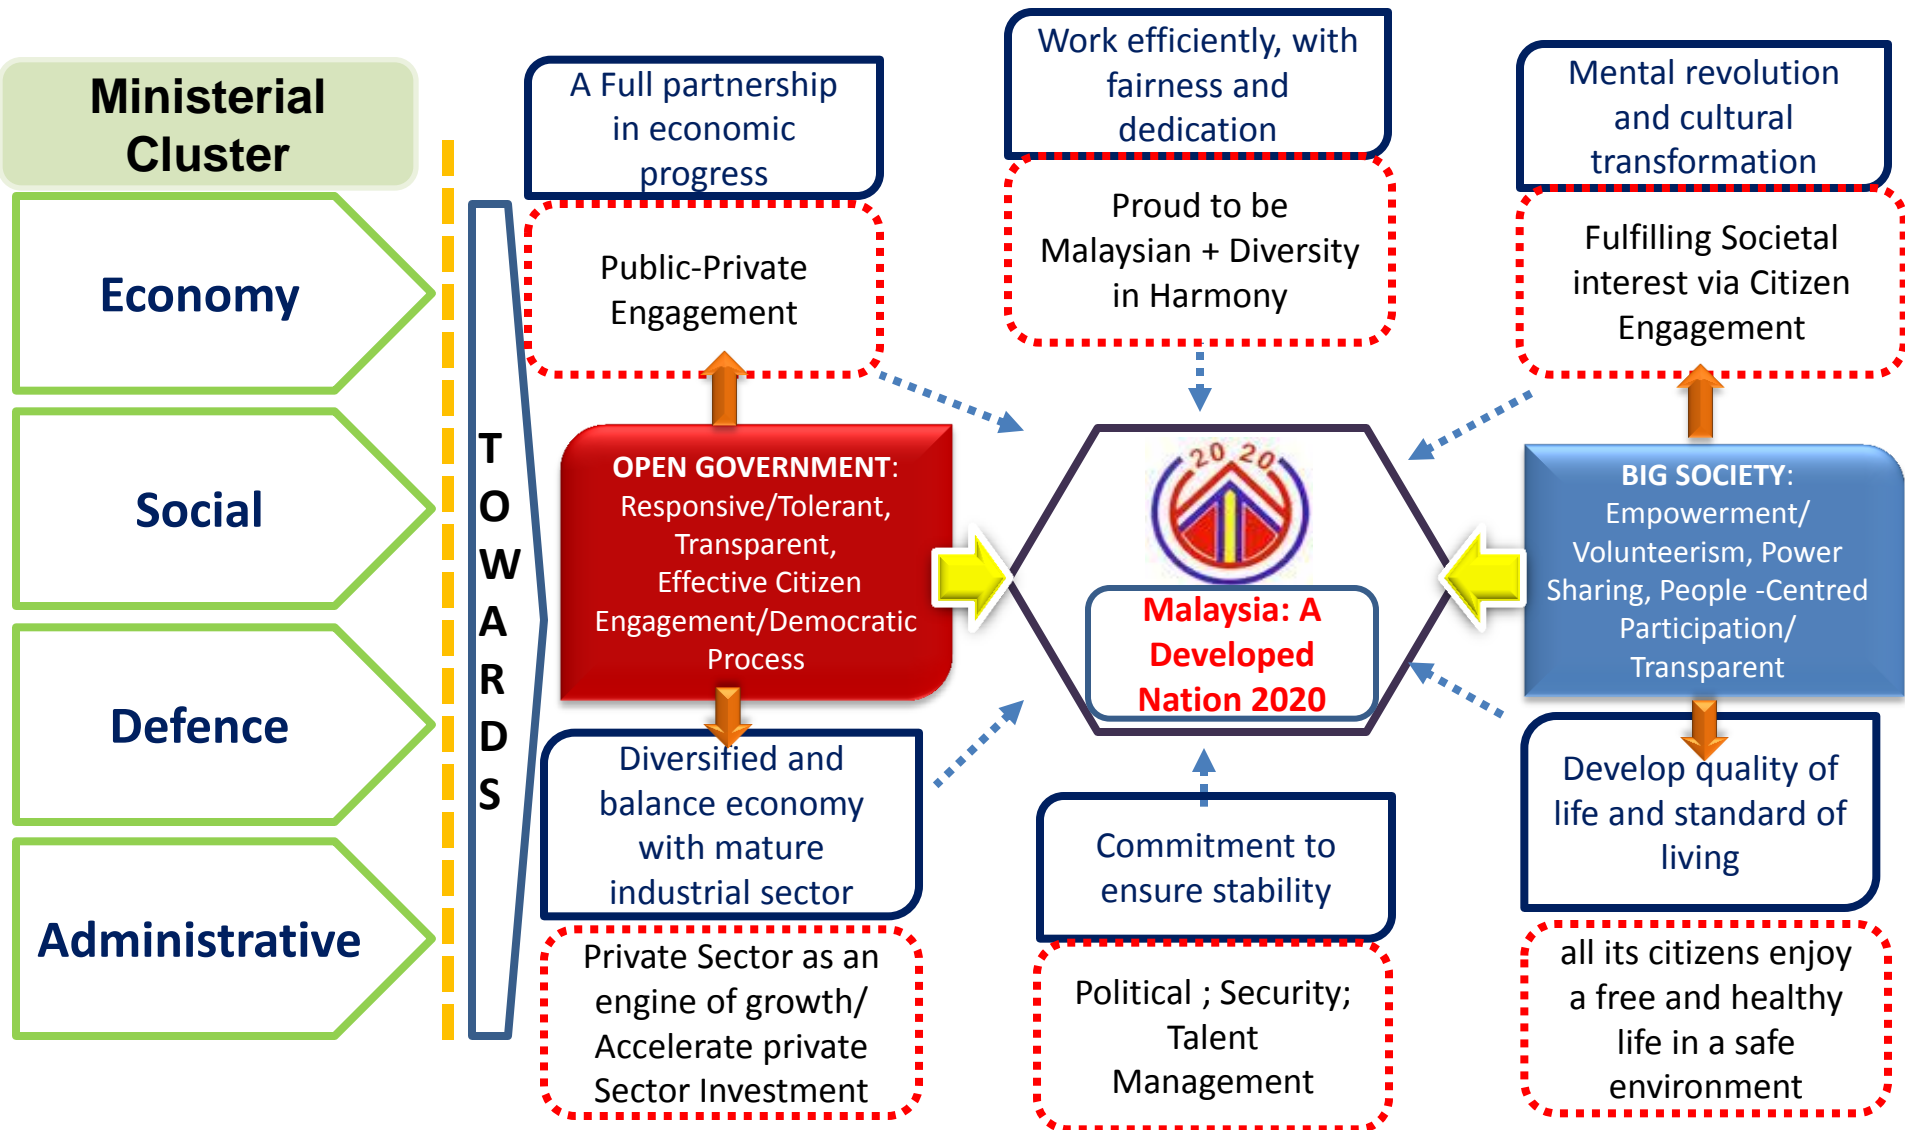 Ministerial
Cluster
Economy
Social
Defence
Administrative
T
O
W
A
R
D
S
A Full partnership
in economic
progress
Public-Private
Engagement
Work efficiently, with
fairness and
dedication
Proud to be
Malaysian + Diversity
in Harmony
Mental revolution
and cultural
transformation
Fulfilling Societal
interest via Citizen
Engagement
OPEN GOVERNMENT:
Responsive/Tolerant,
Transparent,
Effective Citizen
Engagement/Democratic
Process
20 20
Malaysia: A
Developed
Nation 2020
BIG SOCIETY:
Empowerment/
Volunteerism, Power
Sharing, People -Centred
Participation/
Transparent
Diversified and
balance economy
with mature
industrial sector
Private Sector as an
engine of growth/
Accelerate private
Sector Investment
Commitment to
ensure stability
Political ; Security;
Talent
Management
Develop quality of
life and standard of
living
all its citizens enjoy
a free and healthy
life in a safe
environment